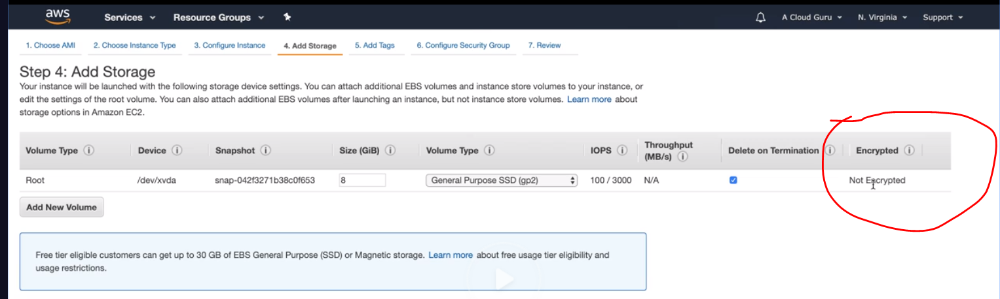 aws Services Resource Groups A Cloud Guru N. Virginia Support
1. Choose AMI 2. Choose Instance Type 3. Configure Instance 4. Add Storage 5. Add Tags 6. Configure Security Group 7. Review
Step 4: Add Storage
Your instance will be launched with the following storage device settings. You can attach additional EBS volumes and instance store volumes to your instance, or
edit the settings of the root volume. You can also attach additional EBS volumes after launching an instance, but not instance store volumes. Learn more about
storage options in Amazon EC2.
Volume Type i Device i Snapshot i Size (GiB) i Volume Type i IOPS i Throughput (MB/s) i Delete on Termination i Encrypted i
Root /dev/xvda snap-042f3271b38c0f653 8 General Purpose SSD (gp2) 100 / 3000 N/A Not Encrypted
Add New Volume
Free tier eligible customers can get up to 30 GB of EBS General Purpose (SSD) or Magnetic storage. Learn more about free usage tier eligibility and
usage restrictions.